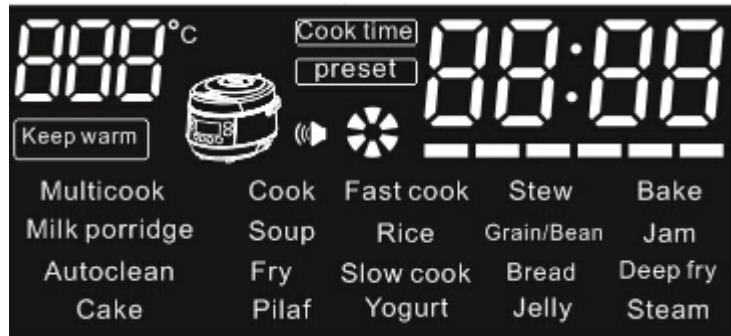 888°C Cook time 88:88
preset
Keep warm
Multicook Cook Fast cook Stew Bake
Milk porridge Soup Rice Grain/Bean Jam
Autoclean Fry Slow cook Bread Deep fry
Cake Pilaf Yogurt Jelly Steam